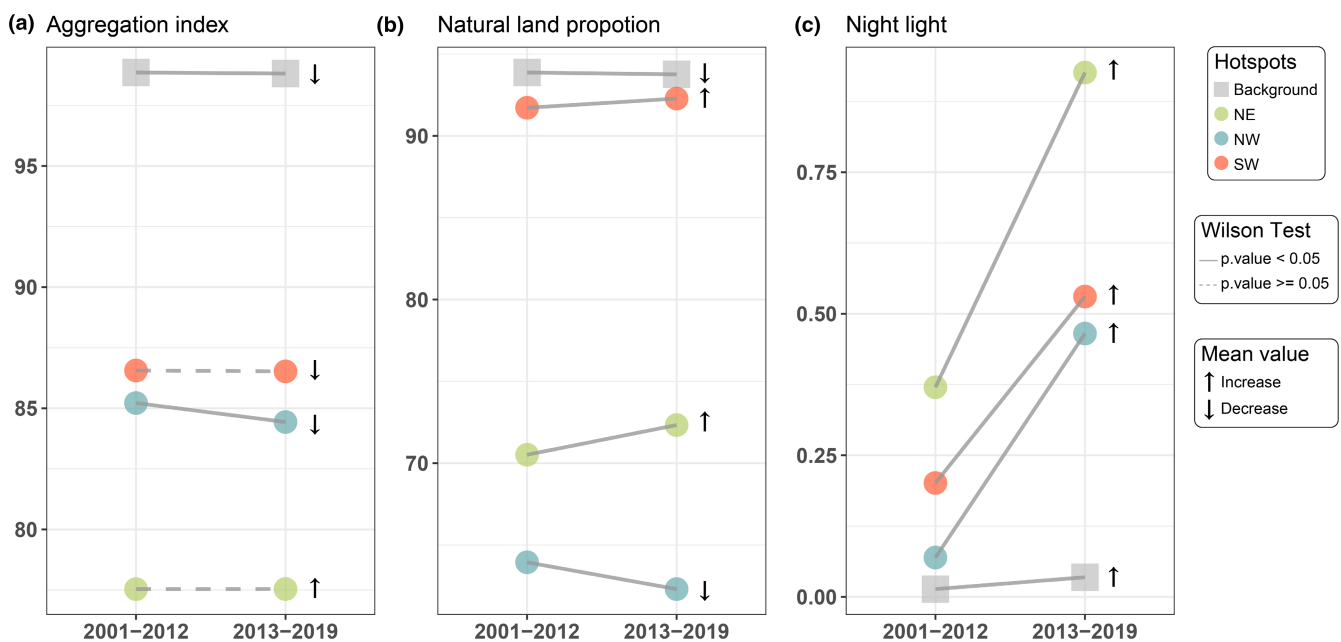 (a) Aggregation index
95
90
85
80
2001−2012
2013−2019
(b) Natural land propotion
90
80
70
2001−2012
2013−2019
(c) Night light
0.75
0.50
0.25
0.00
2001−2012
2013−2019
Hotspots
Background
NE
NW
SW
Wilson Test
p.value < 0.05
p.value >= 0.05
Mean value
↑ Increase
↓ Decrease